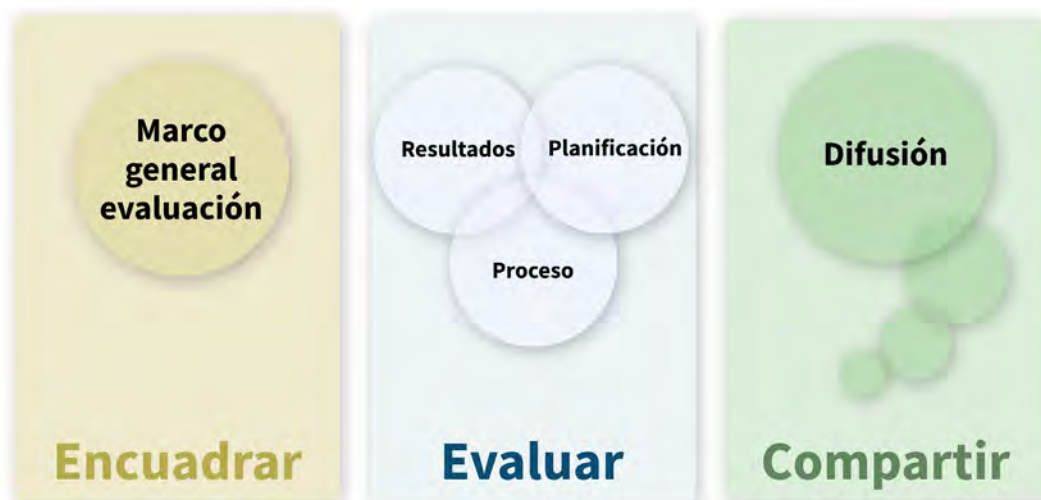 Marco
general
evaluación
Encuadrar
Resultados
Planificación
Proceso
Evaluar
Difusión
Compartir